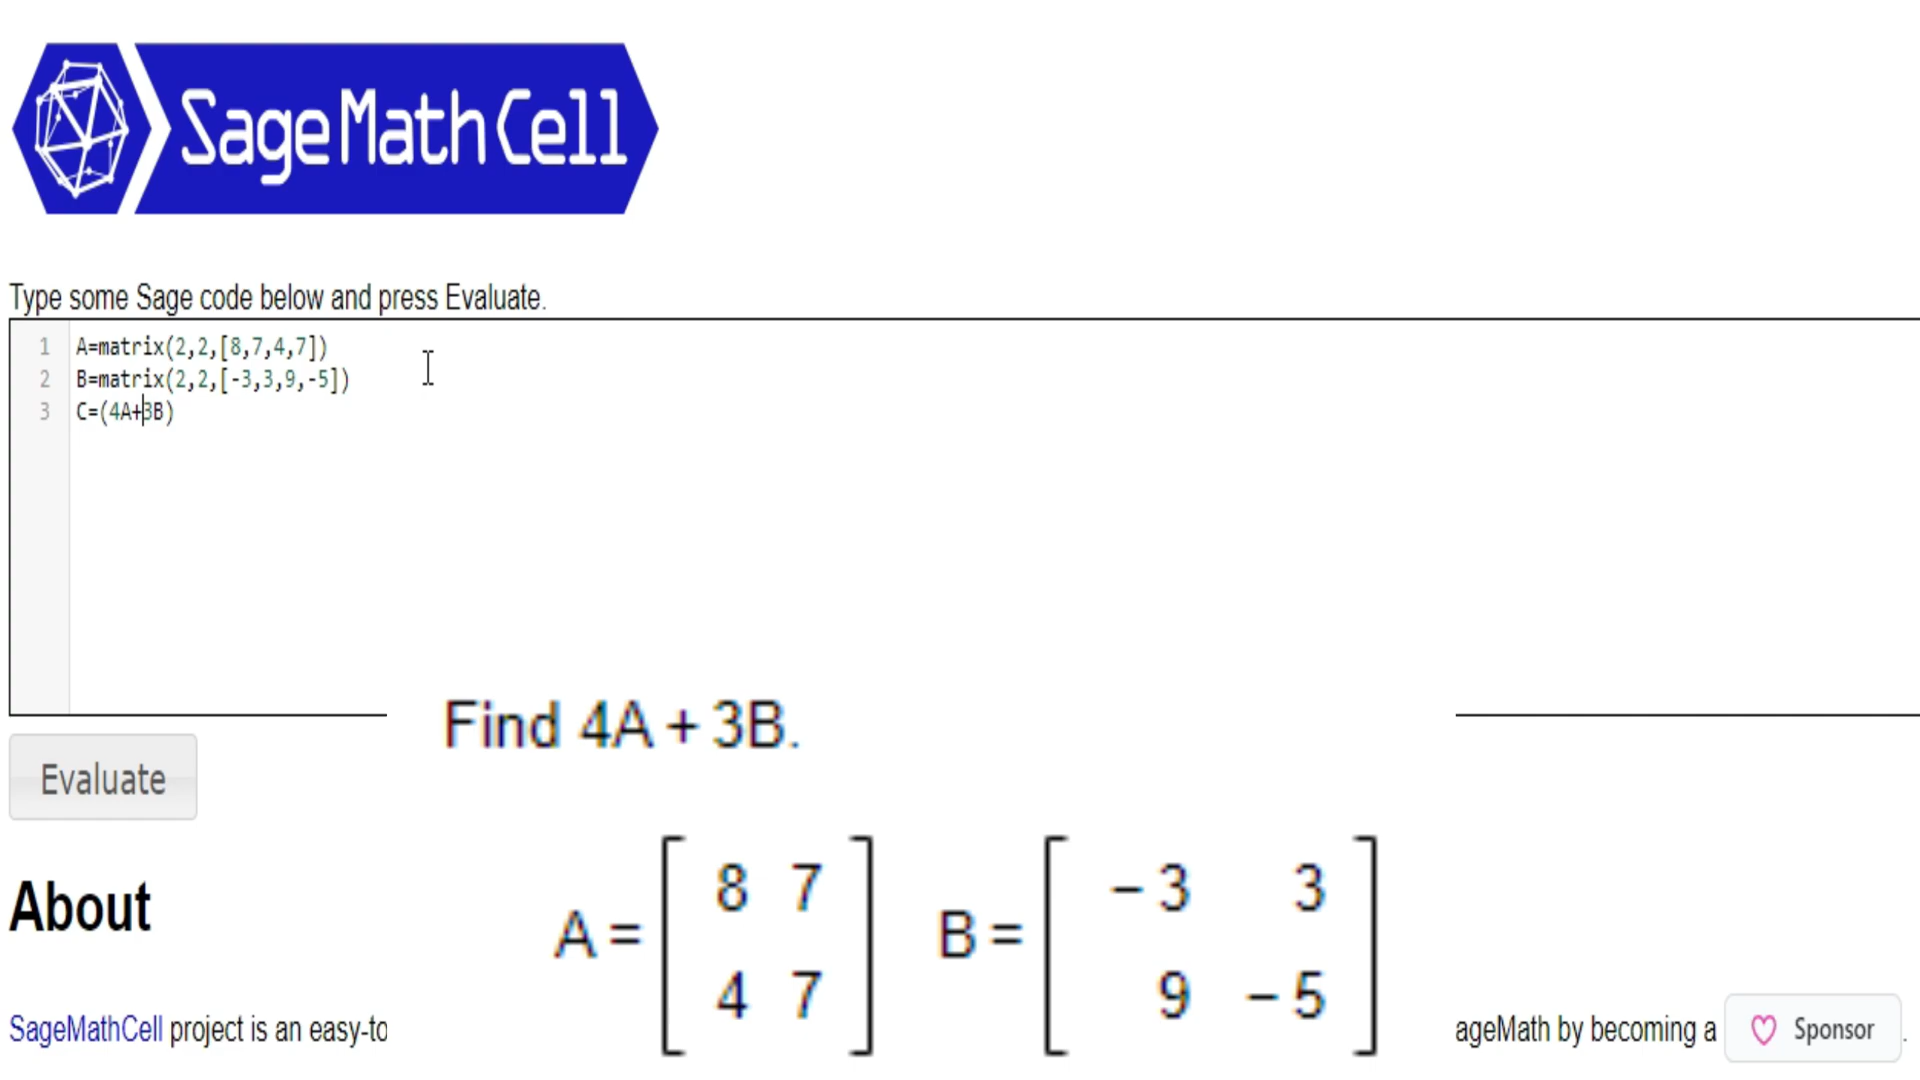 SageMathCell
Type some Sage code below and press Evaluate.
1 A=matrix(2,2,[8,7,4,7])
2 B=matrix(2,2,[-3,3,9,-5])
3 C=(4A+3B)
Find 4A + 3B.
Evaluate
A = [ 8 7
4 7 ]
B = [ − 3 3
9 − 5 ]
About
SageMathCell project is an easy-to
ageMath by becoming a Sponsor .